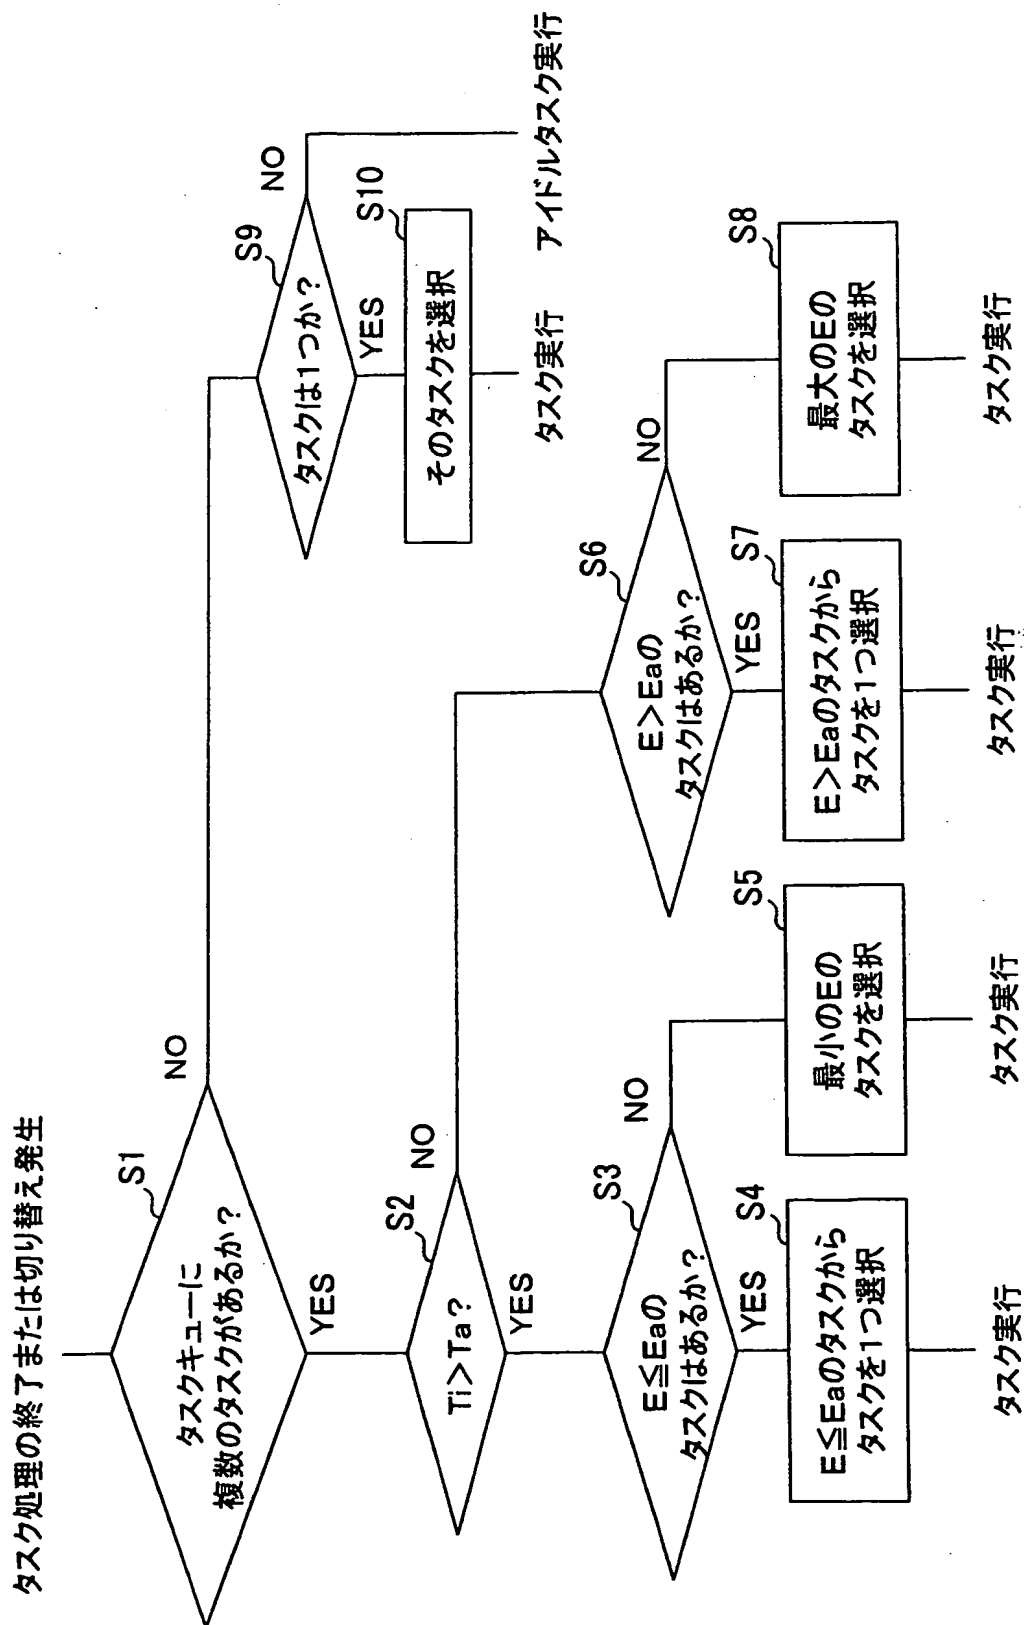 タスク処理の終了または切り替え発生
S1
タスクキューに
複数のタスクがあるか？
NO
YES
S2
Ti＞Ta？
NO
YES
S3
E≦Eaの
タスクはあるか？
NO
YES
S4
E≦Eaのタスクから
タスクを1つ選択
タスク実行
S5
最小のEの
タスクを選択
タスク実行
S6
E＞Eaの
タスクはあるか？
NO
YES
S7
E＞Eaのタスクから
タスクを1つ選択
タスク実行
S8
最大のEの
タスクを選択
タスク実行
S9
タスクは1つか？
NO
YES
S10
そのタスクを選択
タスク実行
アイドルタスク実行